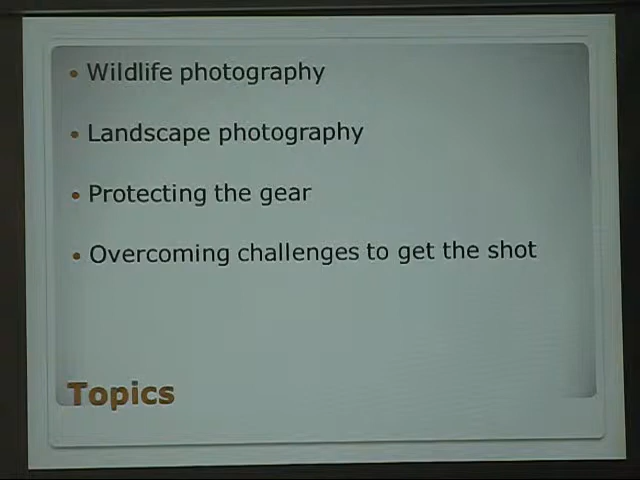 • Wildlife photography
• Landscape photography
• Protecting the gear
• Overcoming challenges to get the shot
Topics